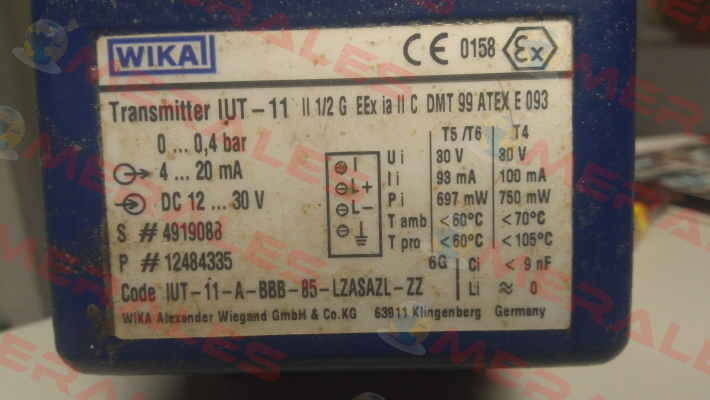 WIKA
CE 0158 Ex
Transmitter IUT-11 II 1/2 G EEx ia II C DMT 99 ATEX E 093
0 ... 0,4 bar
4 ... 20 mA
DC 12 ... 30 V
S # 4919088
P # 12484335
I
L+
L-
T5 /T6 T4
Ui 30 V 30 V
Ii 93 mA 100 mA
Pi 697 mW 750 mW
T amb <60°C <70°C
T pro <60°C <105°C
6G Ci < 9 nF
Li ≈ 0
Code IUT-11-A-BBB-85-LZASAZL-ZZ
WIKA Alexander Wiegand GmbH & Co.KG 63911 Klingenberg Germany
MERALES